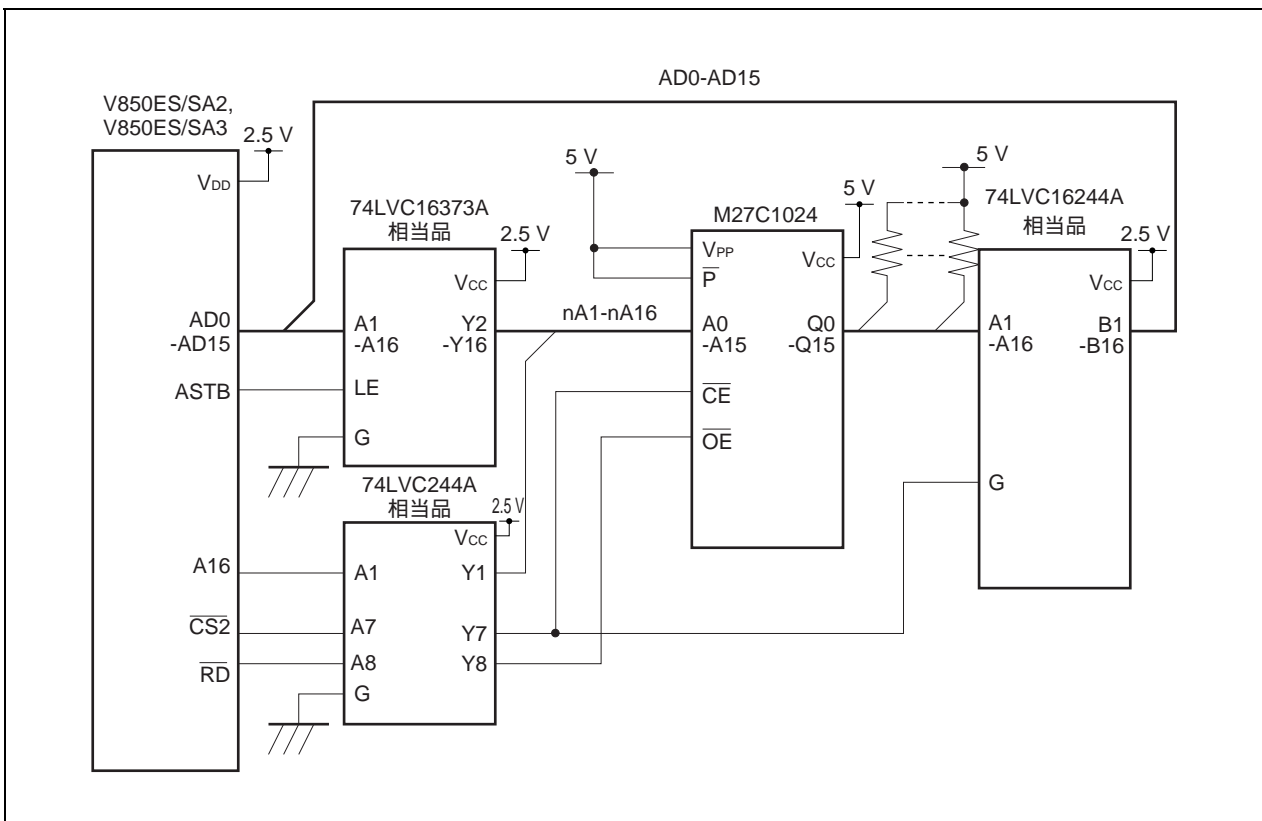 AD0-AD15
V850ES/SA2,
V850ES/SA3
2.5 V
VDD
AD0
-AD15
ASTB
A16
CS2
RD
74LVC16373A
相当品
2.5 V
VCC
A1
-A16
Y2
-Y16
LE
G
nA1-nA16
74LVC244A
相当品
2.5 V
VCC
A1
Y1
A7
Y7
A8
Y8
G
5 V
M27C1024
5 V
VPP
P
VCC
A0
-A15
Q0
-Q15
CE
OE
5 V
74LVC16244A
相当品
2.5 V
VCC
A1
-A16
B1
-B16
G